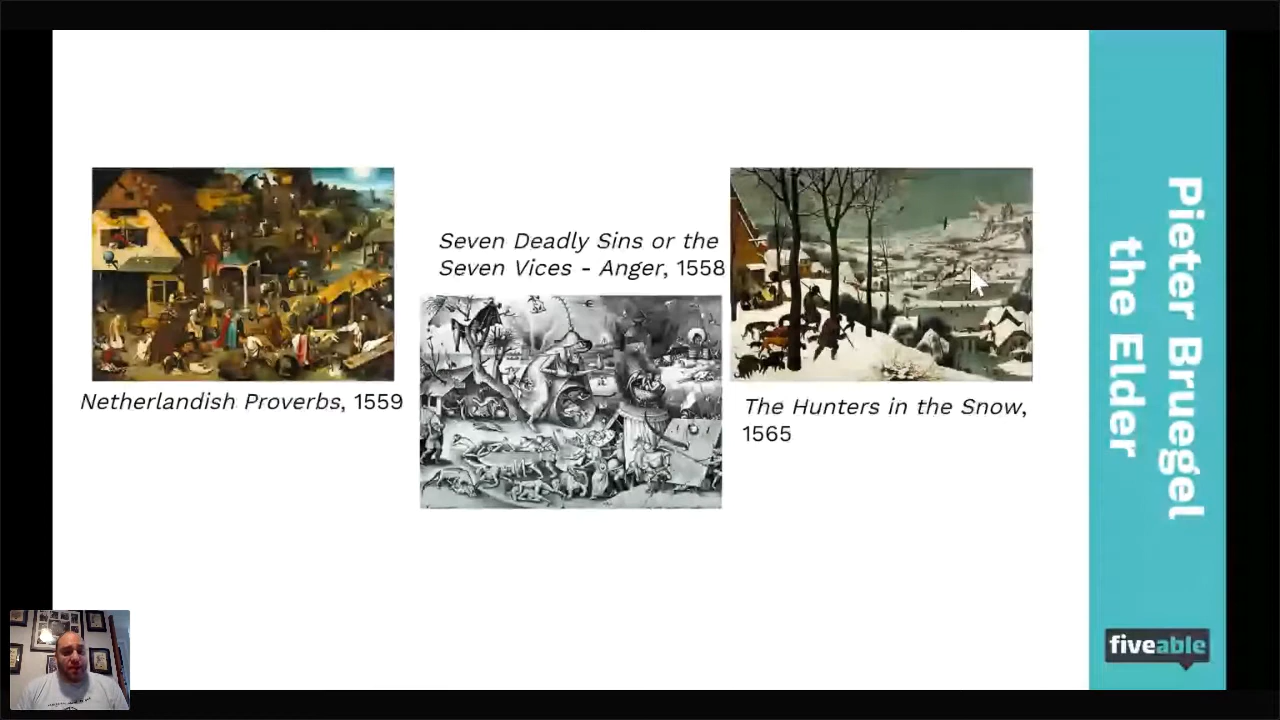 Seven Deadly Sins or the
Seven Vices - Anger, 1558
Netherlandish Proverbs, 1559
The Hunters in the Snow,
1565
Pieter Bruegel
the Elder
fiveable